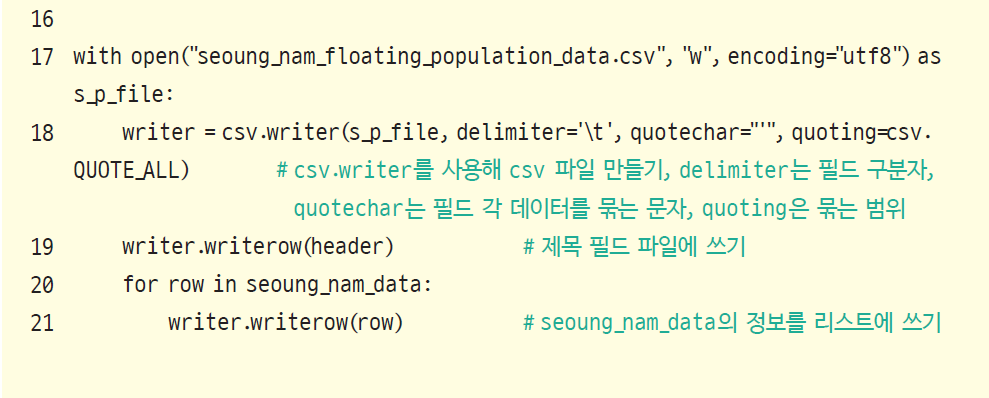 16
17 with open("seoung_nam_floating_population_data.csv", "w", encoding="utf8") as
s_p_file:
18 writer = csv.writer(s_p_file, delimiter='\t', quotechar="'", quoting=csv.
QUOTE_ALL) # csv.writer를 사용해 csv 파일 만들기, delimiter는 필드 구분자,
quotechar는 필드 각 데이터를 묶는 문자, quoting은 묶는 범위
19 writer.writerow(header) # 제목 필드 파일에 쓰기
20 for row in seoung_nam_data:
21 writer.writerow(row) # seoung_nam_data의 정보를 리스트에 쓰기